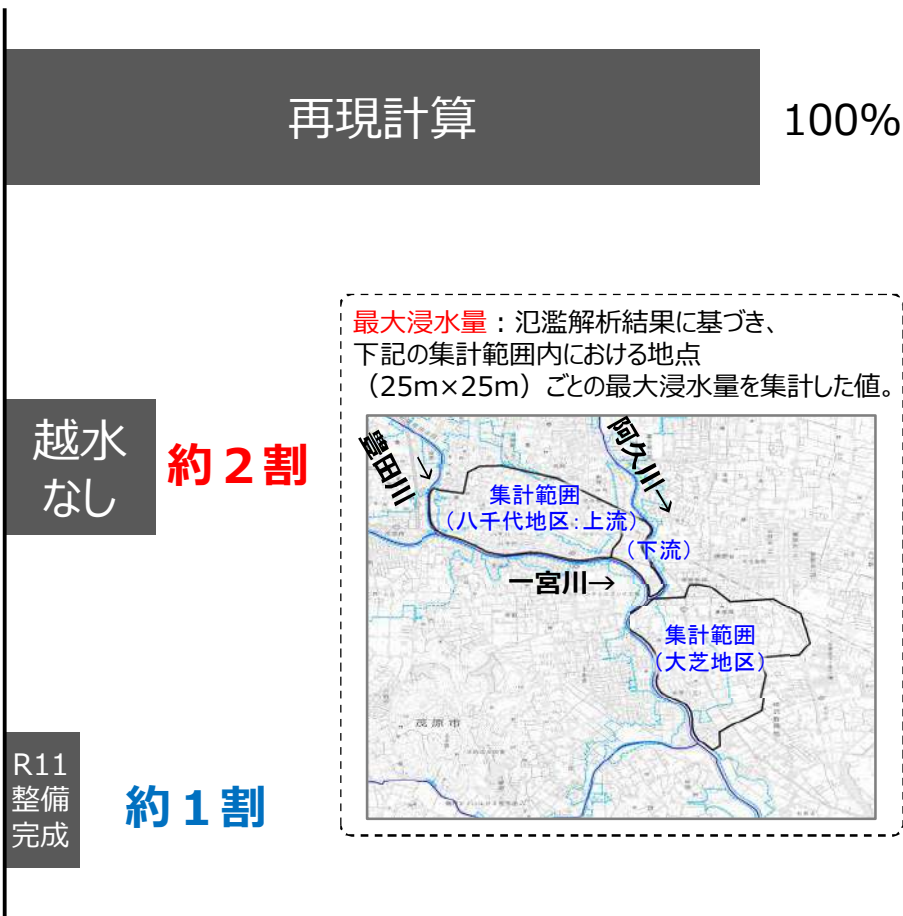 再現計算
100%
最大浸水量：氾濫解析結果に基づき、
下記の集計範囲内における地点
（25m×25m）ごとの最大浸水量を集計した値。
越水
なし
約２割
豊田川
→
阿久川→
集計範囲
（八千代地区：上流）
（下流）
一宮川→
集計範囲
（大芝地区）
茂原市
R11
整備
完成
約１割